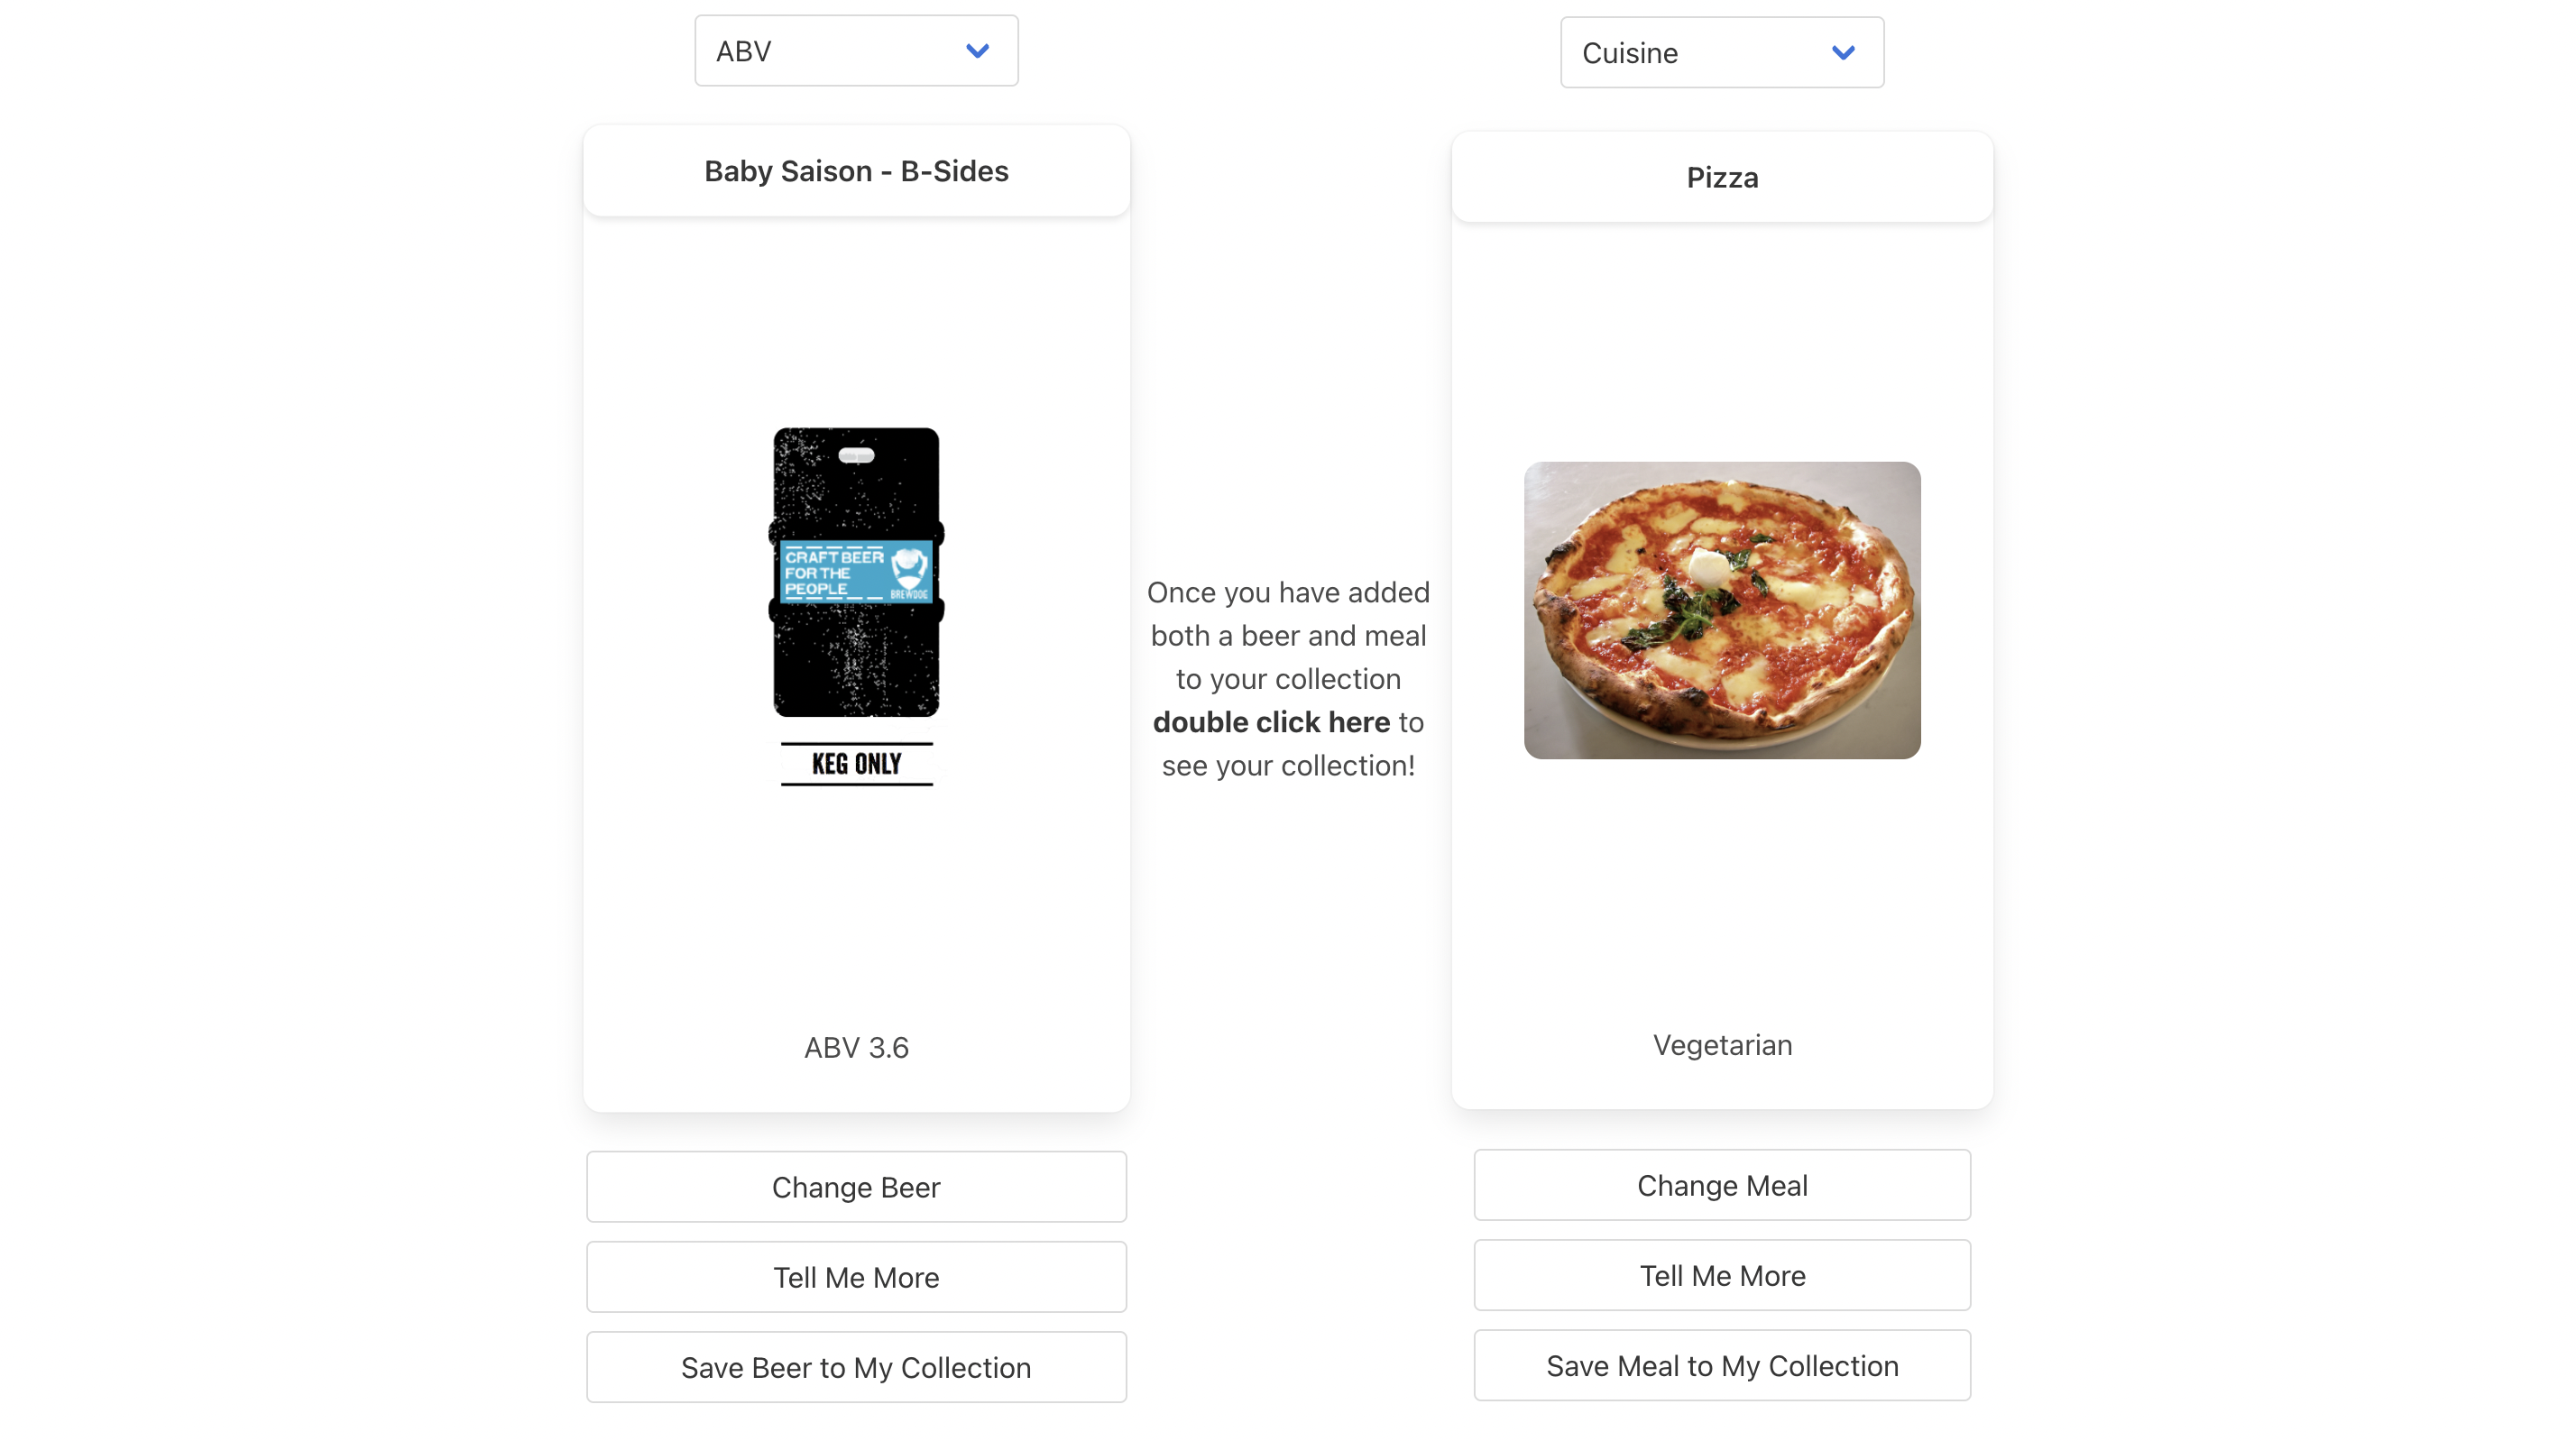 ABV
Cuisine
Baby Saison - B-Sides
CRAFT BEER
FOR THE
PEOPLE
BREWDOG
KEG ONLY
ABV 3.6
Once you have added
both a beer and meal
to your collection
double click here to
see your collection!
Pizza
Vegetarian
Change Beer
Tell Me More
Save Beer to My Collection
Change Meal
Tell Me More
Save Meal to My Collection